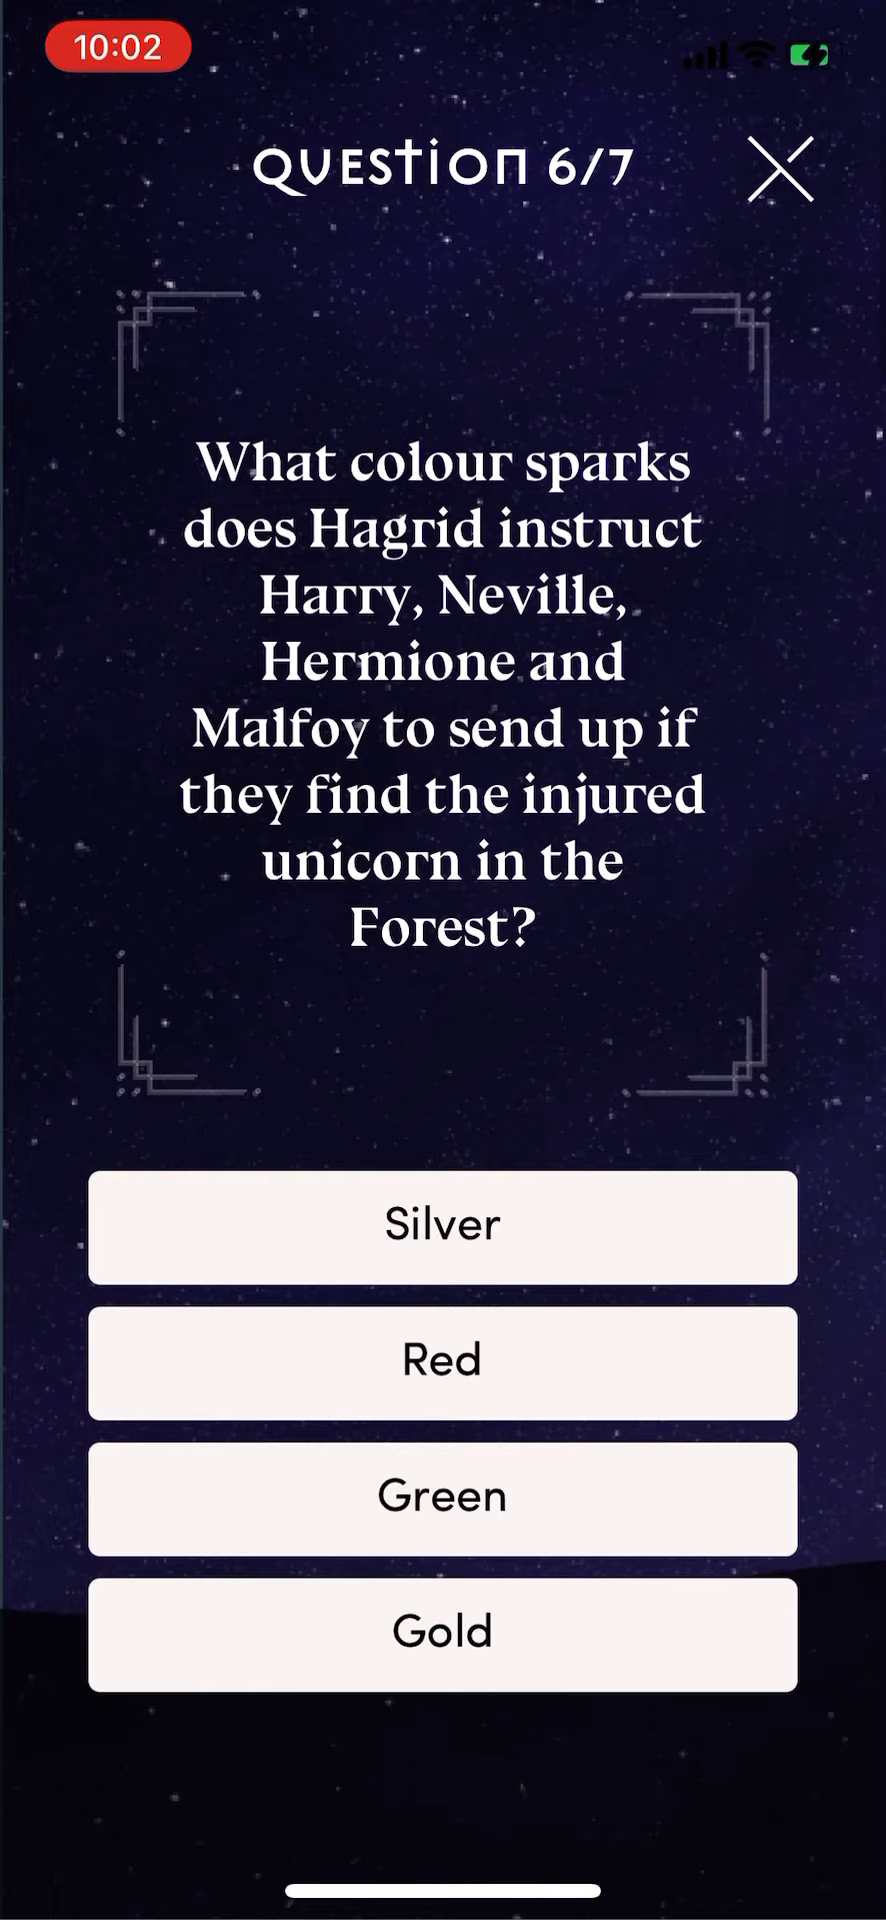 10:02
QUESTION 6/7
What colour sparks
does Hagrid instruct
Harry, Neville,
Hermione and
Malfoy to send up if
they find the injured
unicorn in the
Forest?
Silver
Red
Green
Gold